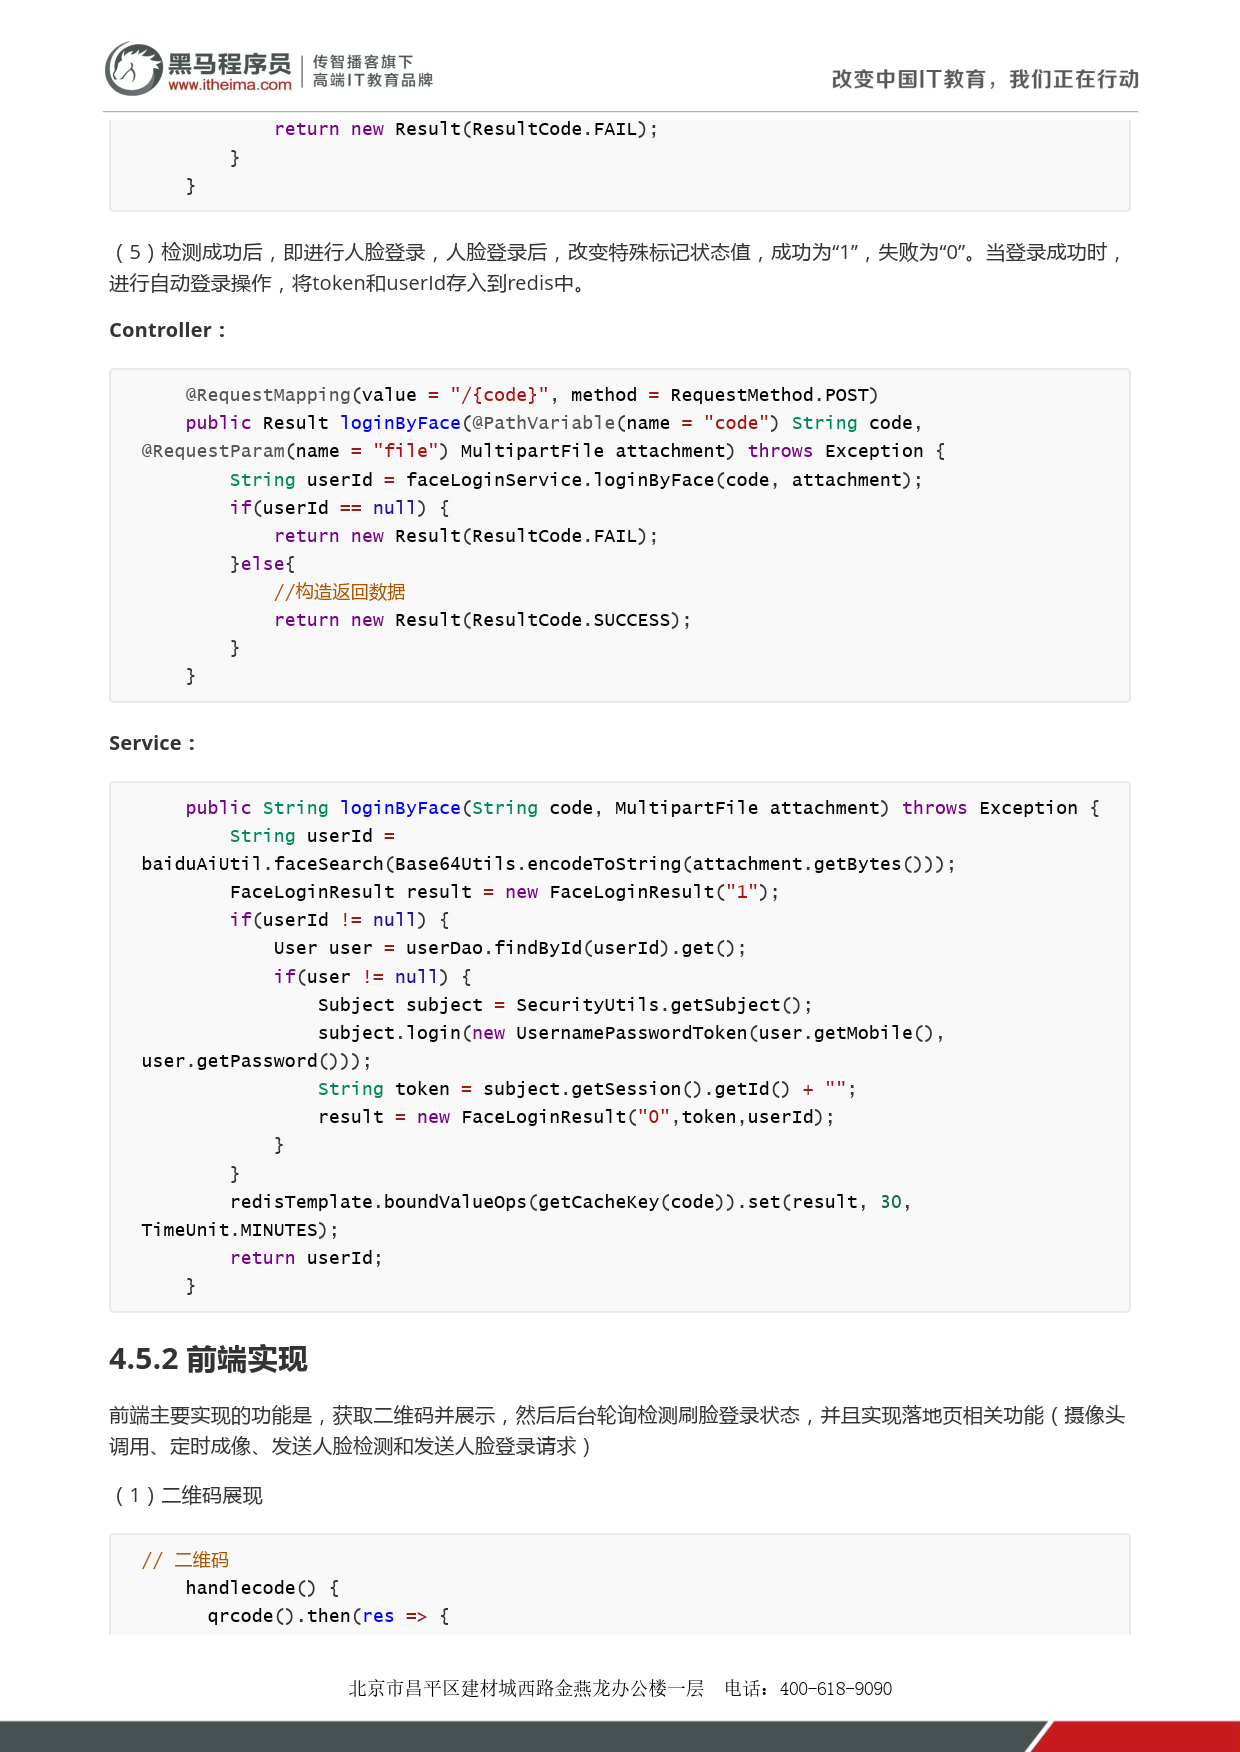 黑马程序员
www.itheima.com
传智播客旗下
高端IT教育品牌
改变中国IT教育，我们正在行动
            return new Result(ResultCode.FAIL);
        }
    }
（5）检测成功后，即进行人脸登录，人脸登录后，改变特殊标记状态值，成功为“1”，失败为“0”。当登录成功时，
进行自动登录操作，将token和userId存入到redis中。
Controller：
    @RequestMapping(value = "/{code}", method = RequestMethod.POST)
    public Result loginByFace(@PathVariable(name = "code") String code,
@RequestParam(name = "file") MultipartFile attachment) throws Exception {
        String userId = faceLoginService.loginByFace(code, attachment);
        if(userId == null) {
            return new Result(ResultCode.FAIL);
        }else{
            //构造返回数据
            return new Result(ResultCode.SUCCESS);
        }
    }
Service：
    public String loginByFace(String code, MultipartFile attachment) throws Exception {
        String userId =
baiduAiUtil.faceSearch(Base64Utils.encodeToString(attachment.getBytes()));
        FaceLoginResult result = new FaceLoginResult("1");
        if(userId != null) {
            User user = userDao.findById(userId).get();
            if(user != null) {
                Subject subject = SecurityUtils.getSubject();
                subject.login(new UsernamePasswordToken(user.getMobile(),
user.getPassword()));
                String token = subject.getSession().getId() + "";
                result = new FaceLoginResult("0",token,userId);
            }
        }
        redisTemplate.boundValueOps(getCacheKey(code)).set(result, 30,
TimeUnit.MINUTES);
        return userId;
    }
4.5.2 前端实现
前端主要实现的功能是，获取二维码并展示，然后后台轮询检测刷脸登录状态，并且实现落地页相关功能（摄像头
调用、定时成像、发送人脸检测和发送人脸登录请求）
（1）二维码展现
// 二维码
    handlecode() {
      qrcode().then(res => {
北京市昌平区建材城西路金燕龙办公楼一层 电话：400-618-9090